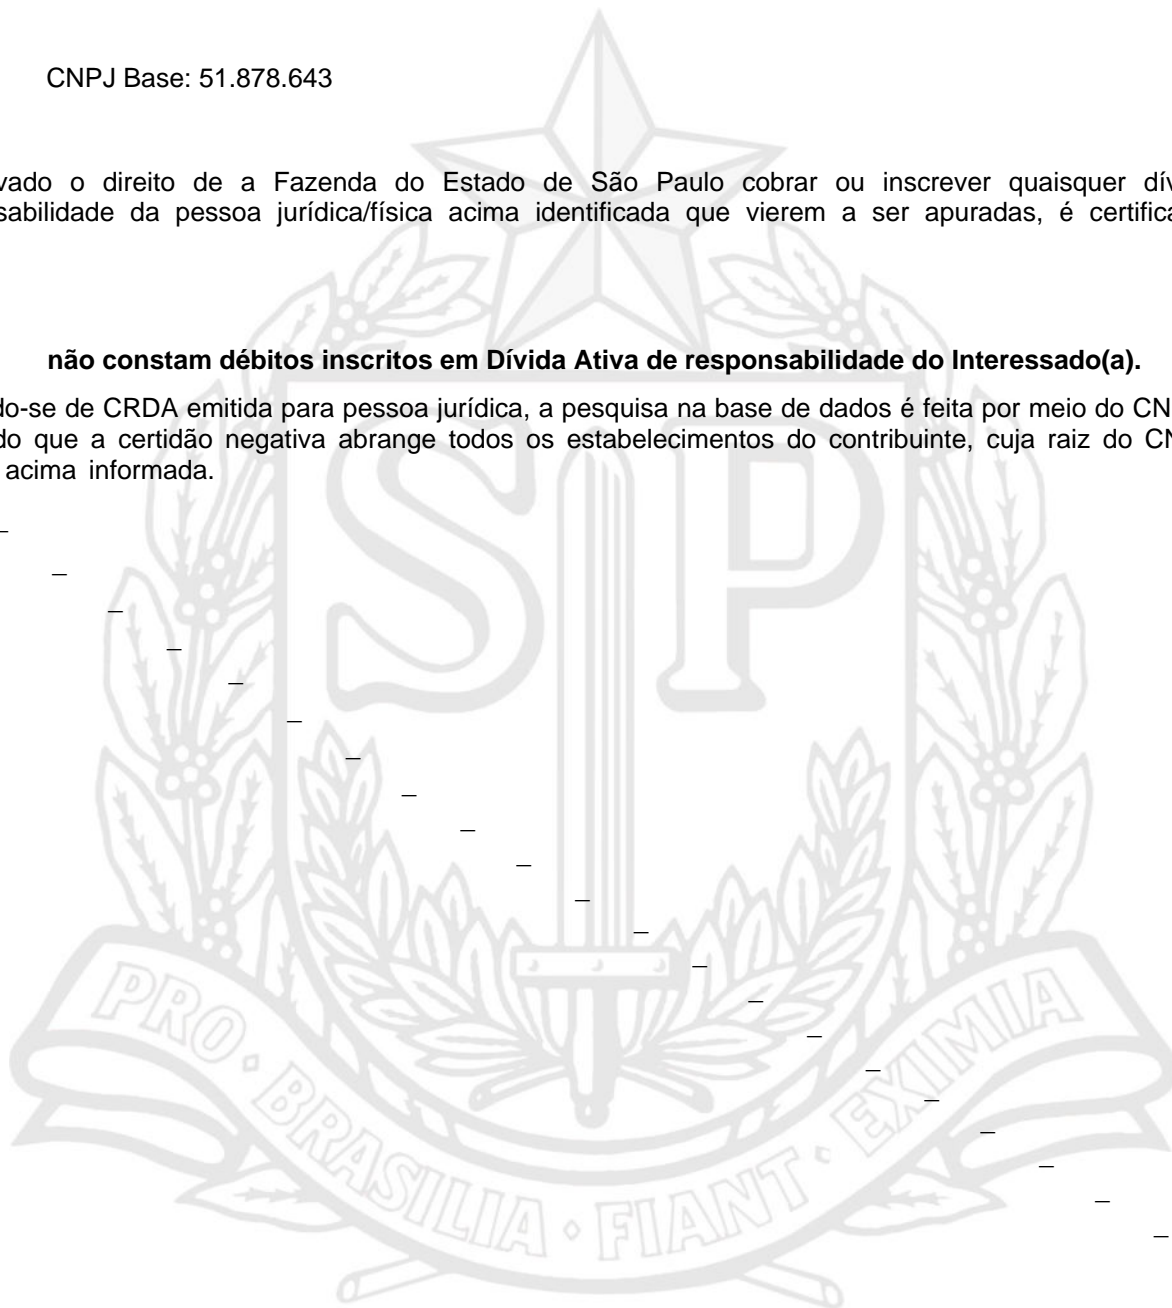 CNPJ Base: 51.878.643
vado o direito de a Fazenda do Estado de São Paulo cobrar ou inscrever quaisquer dív
sabilidade da pessoa jurídica/física acima identificada que vierem a ser apuradas, é certifica
não constam débitos inscritos em Dívida Ativa de responsabilidade do Interessado(a).
do-se de CRDA emitida para pessoa jurídica, a pesquisa na base de dados é feita por meio do CN
do que a certidão negativa abrange todos os estabelecimentos do contribuinte, cuja raiz do CN
acima informada.
SP
PRO • BRASILIA • FIANT • EXIMIA